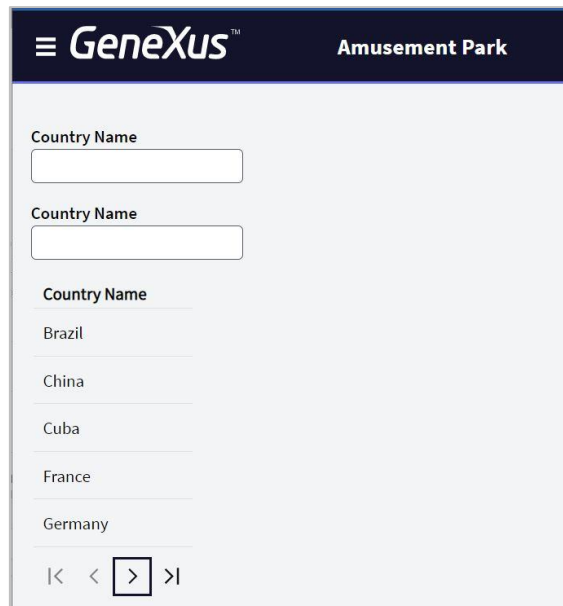 GeneXus™
Amusement Park
Country Name
Country Name
Country Name
Brazil
China
Cuba
France
Germany